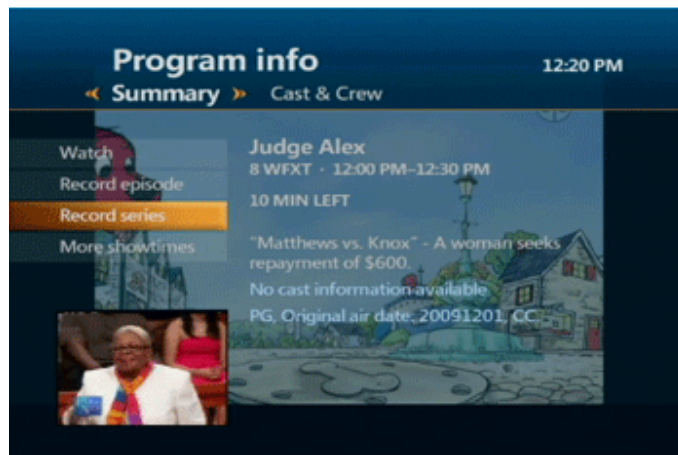 Program info
12:20 PM
« Summary » Cast & Crew
Watch
Record episode
Record series
More showtimes
Judge Alex
8 WFXT · 12:00 PM–12:30 PM
10 MIN LEFT
"Matthews vs. Knox" - A woman seeks
repayment of $600.
No cast information available
PG, Original air date: 20091201, CC